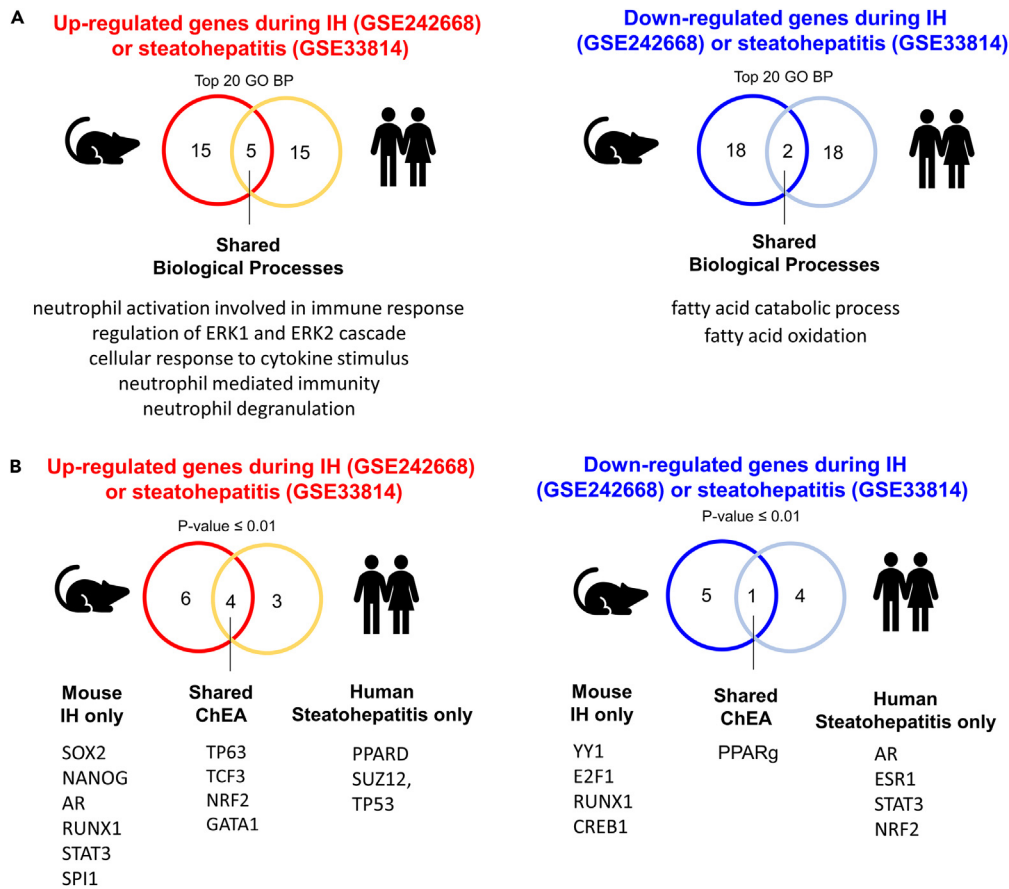 A
Up-regulated genes during IH (GSE242668)
or steatohepatitis (GSE33814)
Top 20 GO BP
15
5
15
Shared
Biological Processes
neutrophil activation involved in immune response
regulation of ERK1 and ERK2 cascade
cellular response to cytokine stimulus
neutrophil mediated immunity
neutrophil degranulation
Down-regulated genes during IH
(GSE242668) or steatohepatitis (GSE33814)
Top 20 GO BP
18
2
18
Shared
Biological Processes
fatty acid catabolic process
fatty acid oxidation
B
Up-regulated genes during IH (GSE242668)
or steatohepatitis (GSE33814)
P-value ≤ 0.01
6
4
3
Mouse
IH only
SOX2
NANOG
AR
RUNX1
STAT3
SPI1
Shared
ChEA
TP63
TCF3
NRF2
GATA1
Human
Steatohepatitis only
PPARD
SUZ12,
TP53
Down-regulated genes during IH
(GSE242668) or steatohepatitis (GSE33814)
P-value ≤ 0.01
5
1
4
Mouse
IH only
YY1
E2F1
RUNX1
CREB1
Shared
ChEA
PPARg
Human
Steatohepatitis only
AR
ESR1
STAT3
NRF2